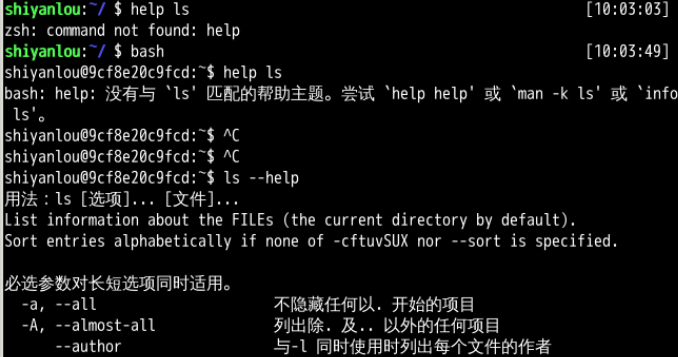 shiyanlou:~/ $ help ls [10:03:03]
zsh: command not found: help
shiyanlou:~/ $ bash [10:03:49]
shiyanlou@9cf8e20c9fcd:~$ help ls
bash: help: 没有与 `ls' 匹配的帮助主题。尝试 `help help' 或 `man -k ls' 或 `info
 ls'。
shiyanlou@9cf8e20c9fcd:~$ ^C
shiyanlou@9cf8e20c9fcd:~$ ^C
shiyanlou@9cf8e20c9fcd:~$ ls --help
用法：ls [选项]... [文件]...
List information about the FILEs (the current directory by default).
Sort entries alphabetically if none of -cftuvSUX nor --sort is specified.
必选参数对长短选项同时适用。
  -a, --all 不隐藏任何以. 开始的项目
  -A, --almost-all 列出除. 及.. 以外的任何项目
      --author 与-l 同时使用时列出每个文件的作者